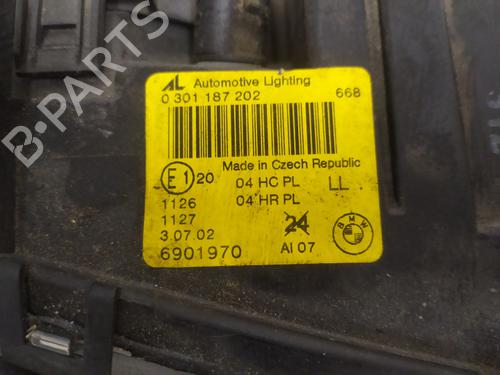 AL Automotive Lighting
0 301 187 202 668
Made in Czech Republic
E1 20 04 HC PL LL
1126 04 HR PL
1127 24 BMW
3.07.02 AI 07
6901970